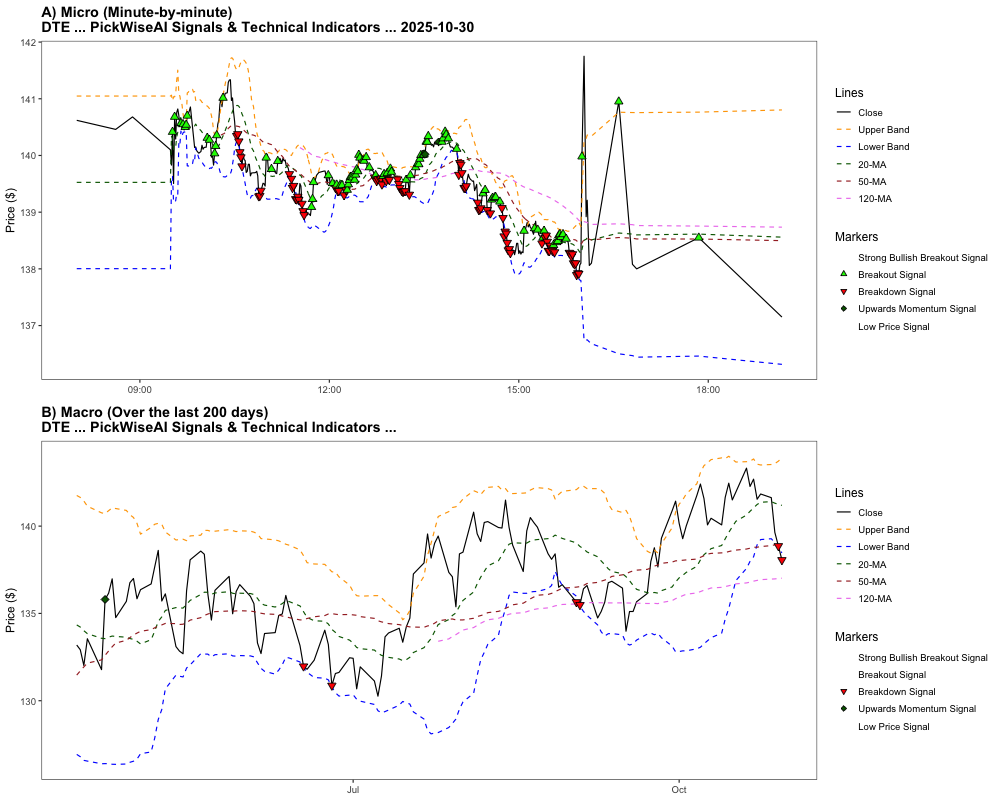 A) Micro (Minute-by-minute)
DTE ... PickWiseAI Signals & Technical Indicators ... 2025-10-30
142
141
140
139
138
137
Price ($)
09:00
12:00
15:00
18:00
Lines
Close
Upper Band
Lower Band
20-MA
50-MA
120-MA
Markers
Strong Bullish Breakout Signal
Breakout Signal
Breakdown Signal
Upwards Momentum Signal
Low Price Signal
B) Macro (Over the last 200 days)
DTE ... PickWiseAI Signals & Technical Indicators ...
140
135
130
Price ($)
Jul
Oct
Lines
Close
Upper Band
Lower Band
20-MA
50-MA
120-MA
Markers
Strong Bullish Breakout Signal
Breakout Signal
Breakdown Signal
Upwards Momentum Signal
Low Price Signal